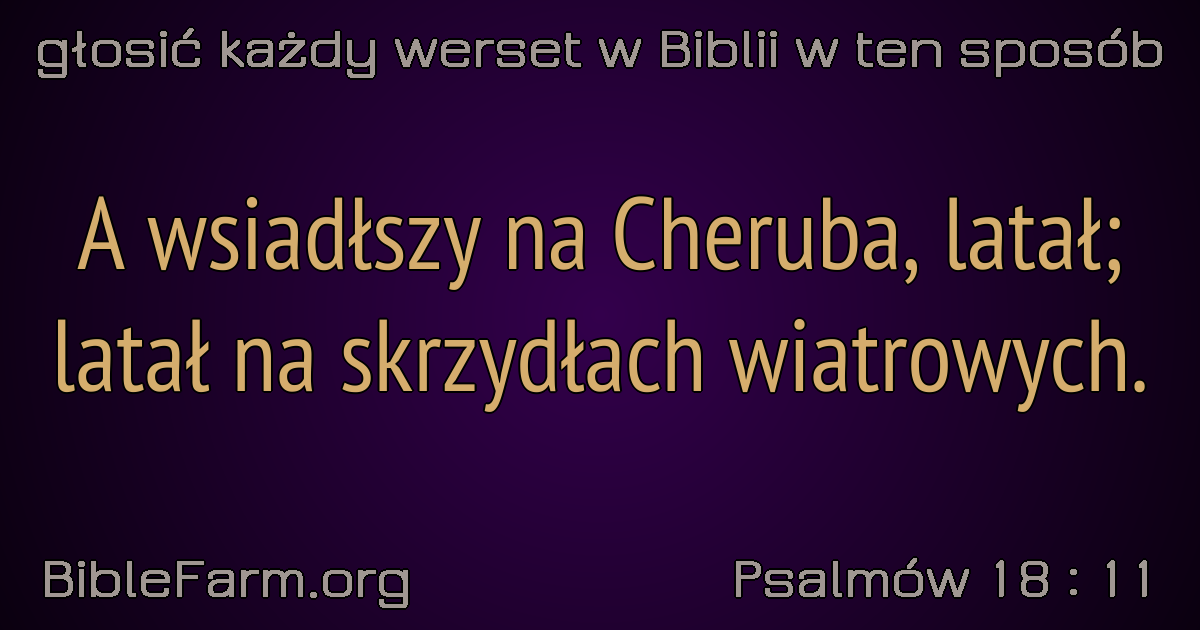 głosić każdy werset w Biblii w ten sposób
A wsiadłszy na Cheruba, latał;
latał na skrzydłach wiatrowych.
BibleFarm.org
Psalmów 18 : 11